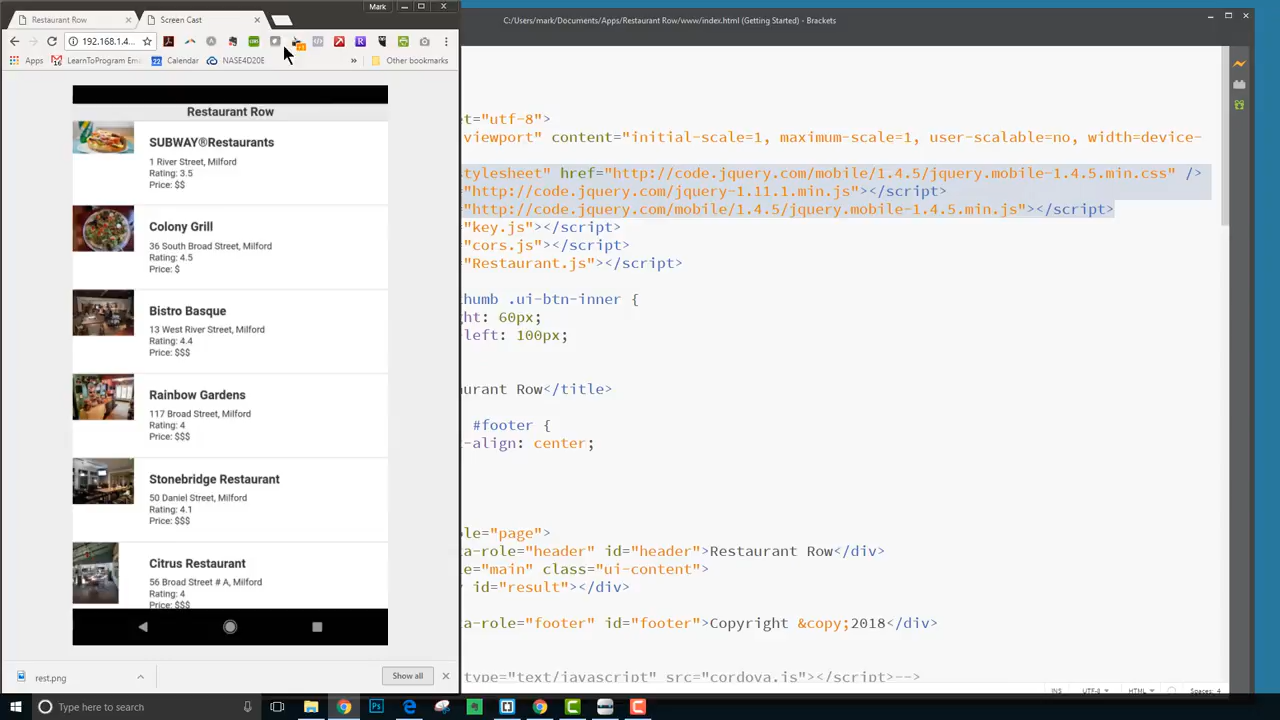 Mark
Restaurant Row
Screen Cast
C:/Users/mark/Documents/Apps/Restaurant Row/www/index.html (Getting Started) - Brackets
192.168.1.4...
Apps
LearnToProgram Em
22
Calendar
NASE4D20E
»
Other bookmarks
Restaurant Row
SUBWAY®Restaurants
1 River Street, Milford
Rating: 3.5
Price: $$
Colony Grill
36 South Broad Street, Milford
Rating: 4.5
Price: $
Bistro Basque
13 West River Street, Milford
Rating: 4.4
Price: $$$
Rainbow Gardens
117 Broad Street, Milford
Rating: 4
Price: $$$
Stonebridge Restaurant
50 Daniel Street, Milford
Rating: 4.1
Price: $$$
Citrus Restaurant
56 Broad Street # A, Milford
Rating: 4
Price: $$$
et="utf-8">
viewport" content="initial-scale=1, maximum-scale=1, user-scalable=no, width=device-
tylesheet" href="http://code.jquery.com/mobile/1.4.5/jquery.mobile-1.4.5.min.css" />
="http://code.jquery.com/jquery-1.11.1.min.js"></script>
="http://code.jquery.com/mobile/1.4.5/jquery.mobile-1.4.5.min.js"></script>
="key.js"></script>
="cors.js"></script>
="Restaurant.js"></script>
humb .ui-btn-inner {
ght: 60px;
left: 100px;
urant Row</title>
#footer {
-align: center;
le="page">
a-role="header" id="header">Restaurant Row</div>
le="main" class="ui-content">
id="result"></div>
a-role="footer" id="footer">Copyright &copy;2018</div>
type="text/javascript" src="cordova.js"></script>-->
rest.png
Show all
INS
UTF-8
HTML
Spaces: 4
Type here to search